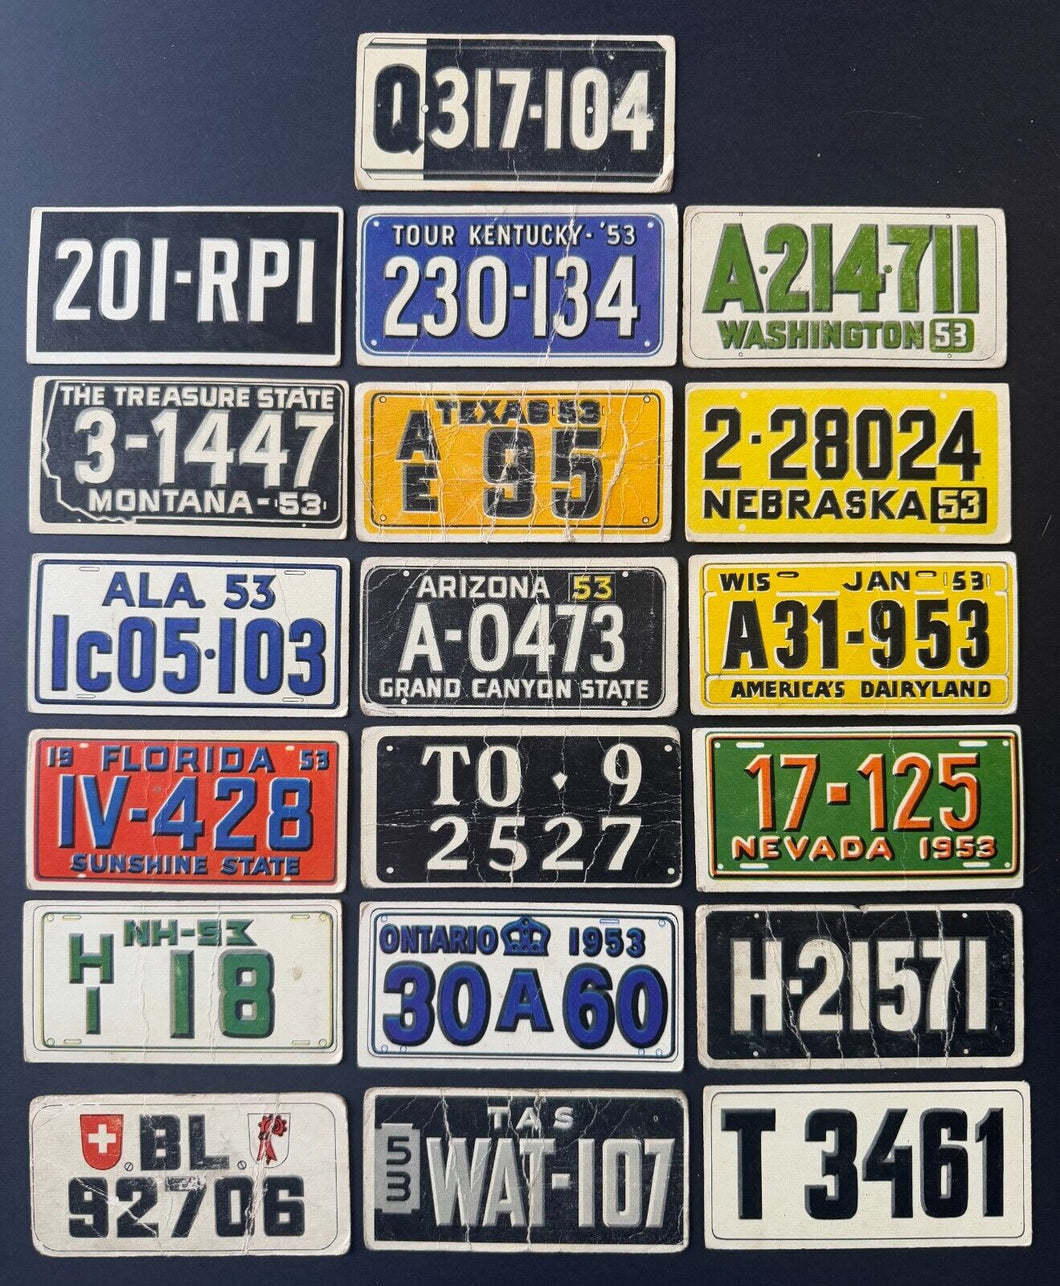 Q317-104
201-RPI
TOUR KENTUCKY-'53
230-134
A·214·711
WASHINGTON 53
THE TREASURE STATE
3-1447
MONTANA-53
TEXAS 53
AE 95
2·28024
NEBRASKA 53
ALA. 53
1C05·103
ARIZONA 53
A-0473
GRAND CANYON STATE
WIS JAN 53
A31-953
AMERICA'S DAIRYLAND
19 FLORIDA 53
IV-428
SUNSHINE STATE
TO·9
2527
17-125
NEVADA 1953
NH-53
HI 18
ONTARIO 1953
30A60
H-21571
.BL.
92706
TAS
53 WAT-107
T 3461